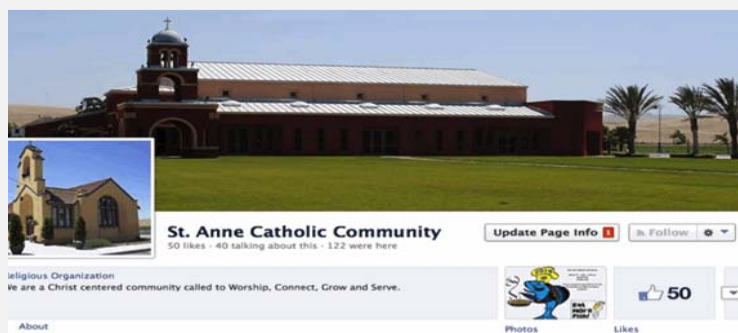 St. Anne Catholic Community
50 likes · 40 talking about this · 122 were here
Update Page Info 1
Follow
Religious Organization
We are a Christ centered community called to Worship, Connect, Grow and Serve.
50
About
Photos
Likes